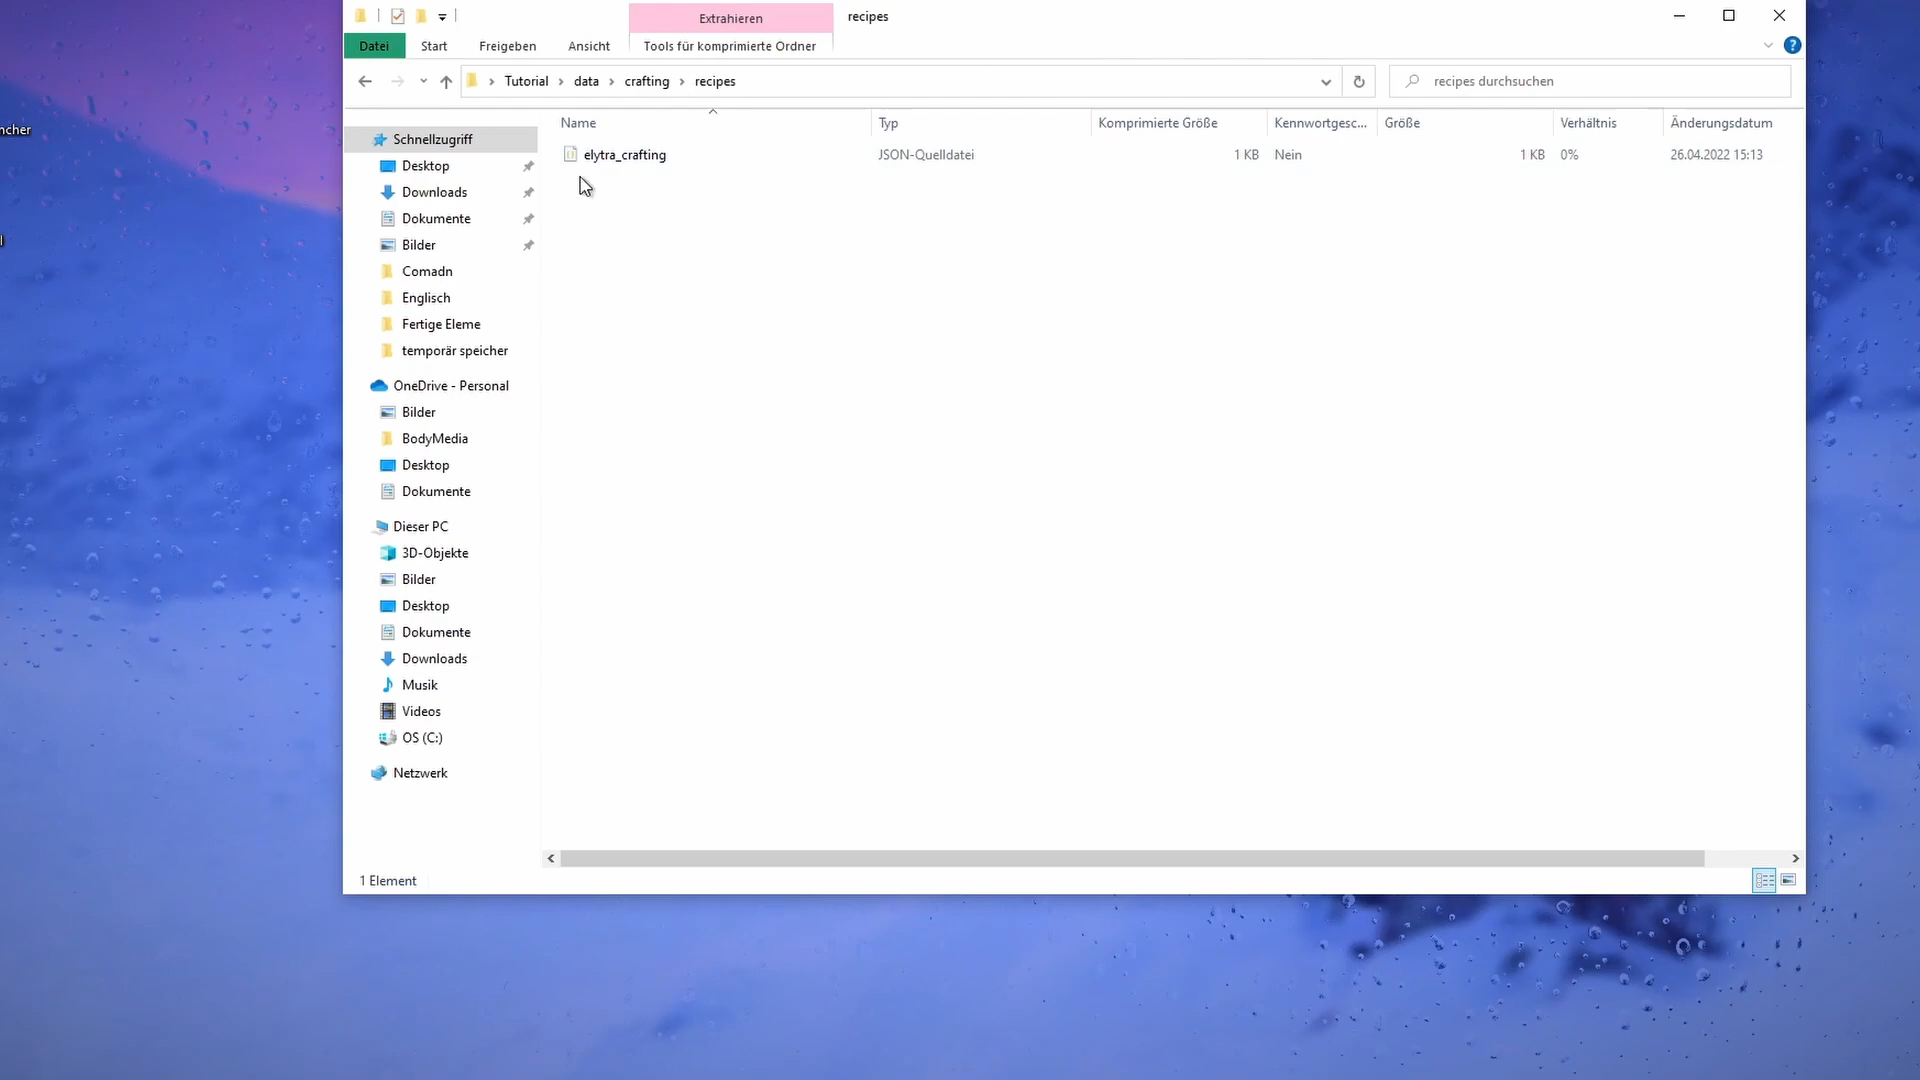 Extrahieren
recipes
Datei
Start
Freigeben
Ansicht
Tools für komprimierte Ordner
Tutorial
data
crafting
recipes
recipes durchsuchen
Name
Typ
Komprimierte Größe
Kennwortgesc...
Größe
Verhältnis
Änderungsdatum
elytra_crafting
JSON-Quelldatei
1 KB
Nein
1 KB
0%
26.04.2022 15:13
ncher
Schnellzugriff
Desktop
Downloads
Dokumente
Bilder
Comadn
Englisch
Fertige Eleme
temporär speicher
OneDrive - Personal
Bilder
BodyMedia
Desktop
Dokumente
Dieser PC
3D-Objekte
Bilder
Desktop
Dokumente
Downloads
Musik
Videos
OS (C:)
Netzwerk
1 Element